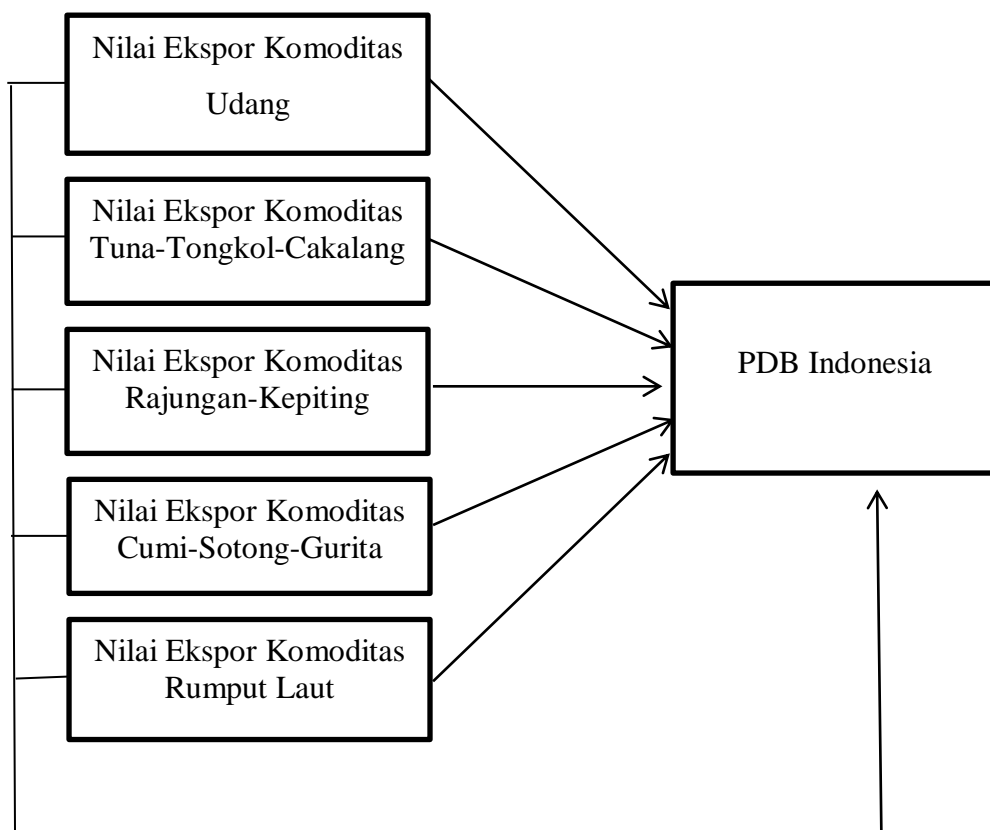 Nilai Ekspor Komoditas
Udang
Nilai Ekspor Komoditas
Tuna-Tongkol-Cakalang
Nilai Ekspor Komoditas
Rajungan-Kepiting
Nilai Ekspor Komoditas
Cumi-Sotong-Gurita
Nilai Ekspor Komoditas
Rumput Laut
PDB Indonesia